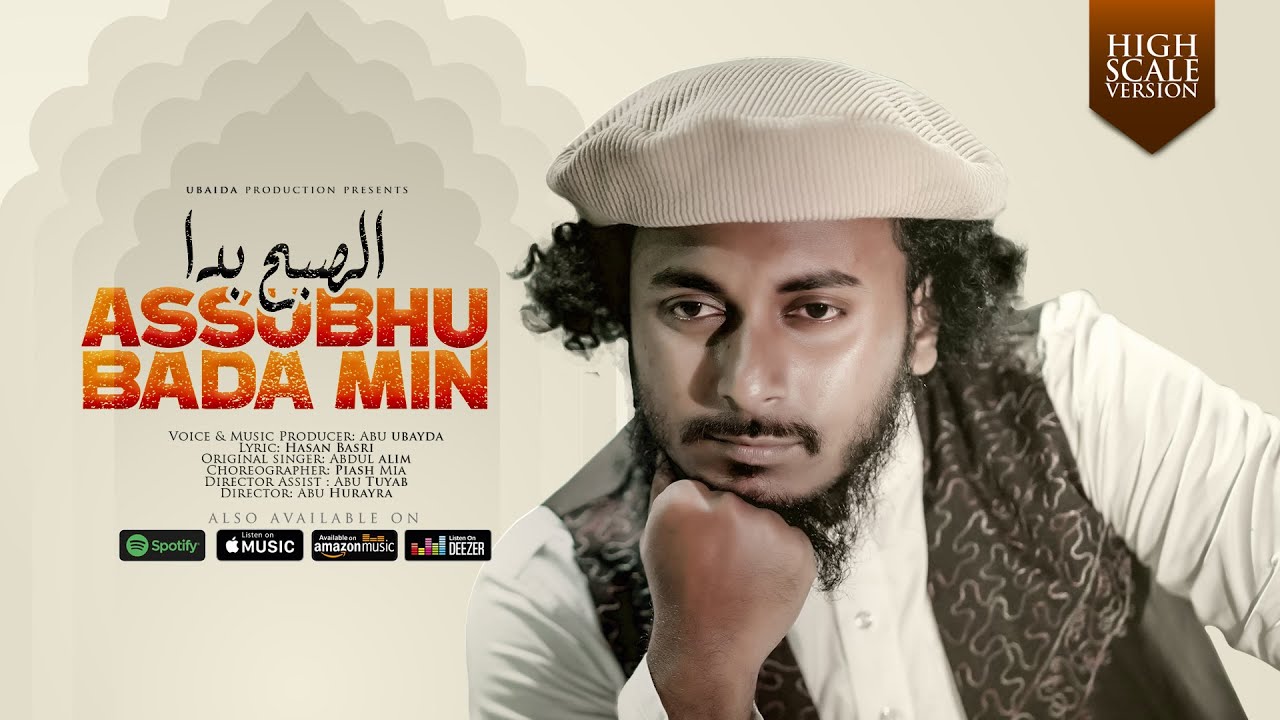 HIGH
SCALE
VERSION
UBAIDA PRODUCTION PRESENTS
الصبح بدا
ASSUBHU
BADA MIN
VOICE & MUSIC PRODUCER: ABU UBAYDA
LYRIC: HASAN BASRI
ORIGINAL SINGER: ABDUL ALIM
CHOREOGRAPHER: PIASH MIA
DIRECTOR ASSIST : ABU TUYAB
DIRECTOR: ABU HURAYRA
ALSO AVAILABLE ON
Spotify
Listen on
MUSIC
Available on
amazonmusic
Listen On
DEEZER